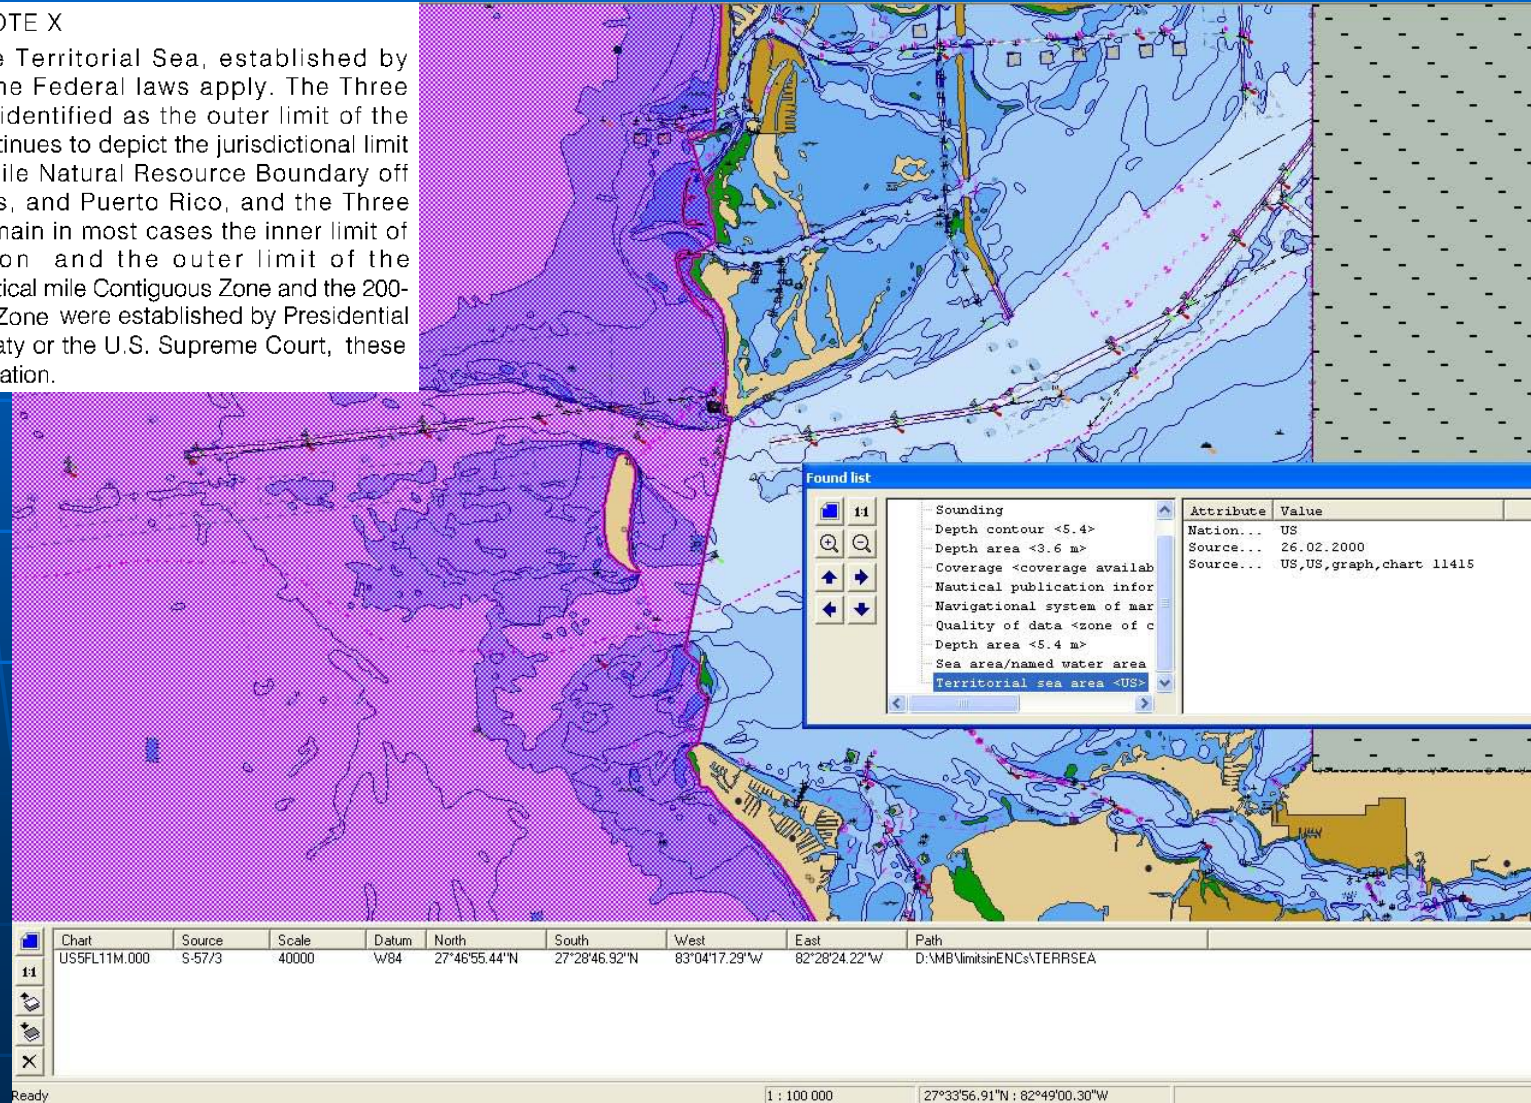 OTE X
e Territorial Sea, established by
ne Federal laws apply. The Three
identified as the outer limit of the
tinues to depict the jurisdictional limit
ile Natural Resource Boundary off
s, and Puerto Rico, and the Three
nain in most cases the inner limit of
on and the outer limit of the
tical mile Contiguous Zone and the 200-
Zone were established by Presidential
aty or the U.S. Supreme Court, these
ation.
Found list
1:1
Sounding
Depth contour <5.4>
Depth area <3.6 m>
Coverage <coverage availab
Nautical publication infor
Navigational system of mar
Quality of data <zone of c
Depth area <5.4 m>
Sea area/named water area
Territorial sea area <US>
Attribute Value
Nation... US
Source... 26.02.2000
Source... US,US,graph,chart 11415
Chart Source Scale Datum North South West East Path
US5FL11M.000 S-57/3 40000 W84 27°46'55.44"N 27°28'46.92"N 83°04'17.29"W 82°28'24.22"W D:\MB\limitsinENCs\TERRSEA
1:1
Ready 1 : 100 000 27°33'56.91"N : 82°49'00.30"W